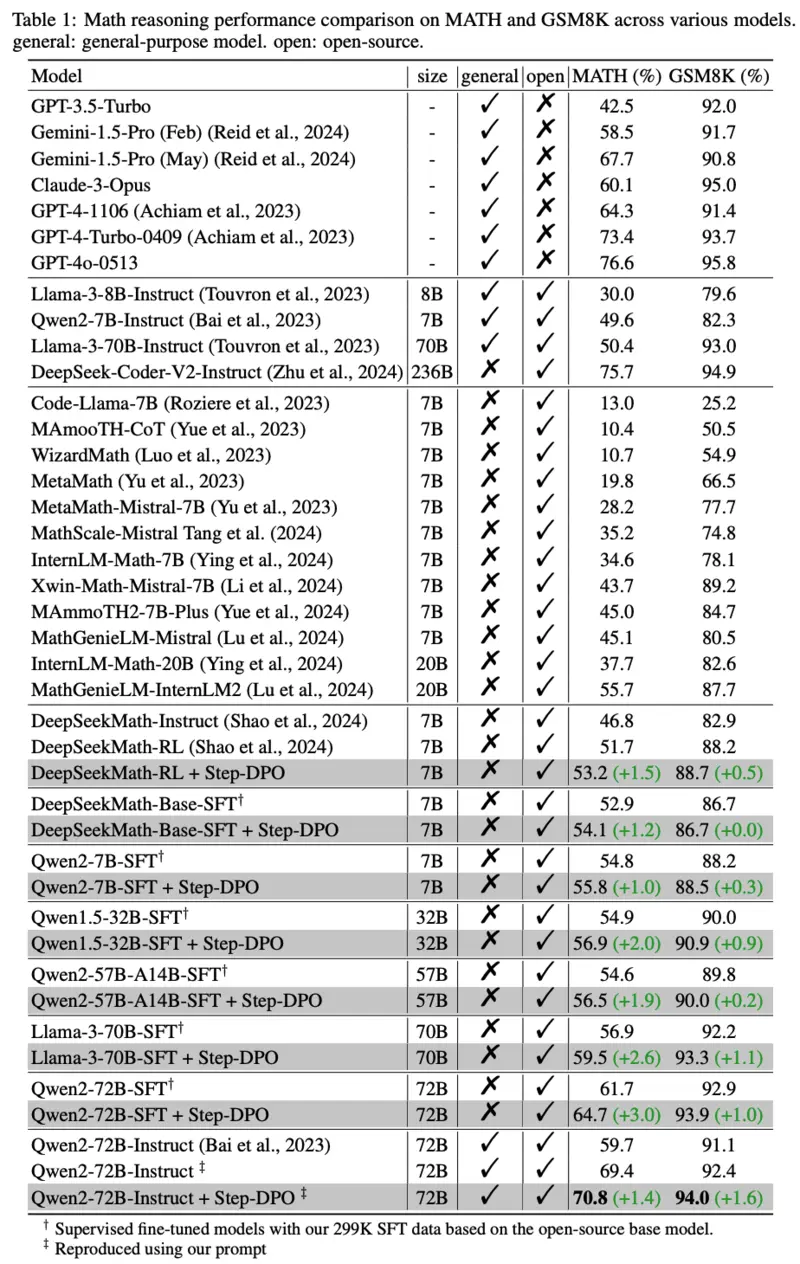 Table 1: Math reasoning performance comparison on MATH and GSM8K across various models.
general: general-purpose model. open: open-source.
Model size general open MATH (%) GSM8K (%)
GPT-3.5-Turbo - ✓ ✗ 42.5 92.0
Gemini-1.5-Pro (Feb) (Reid et al., 2024) - ✓ ✗ 58.5 91.7
Gemini-1.5-Pro (May) (Reid et al., 2024) - ✓ ✗ 67.7 90.8
Claude-3-Opus - ✓ ✗ 60.1 95.0
GPT-4-1106 (Achiam et al., 2023) - ✓ ✗ 64.3 91.4
GPT-4-Turbo-0409 (Achiam et al., 2023) - ✓ ✗ 73.4 93.7
GPT-4o-0513 - ✓ ✗ 76.6 95.8
Llama-3-8B-Instruct (Touvron et al., 2023) 8B ✓ ✓ 30.0 79.6
Qwen2-7B-Instruct (Bai et al., 2023) 7B ✓ ✓ 49.6 82.3
Llama-3-70B-Instruct (Touvron et al., 2023) 70B ✓ ✓ 50.4 93.0
DeepSeek-Coder-V2-Instruct (Zhu et al., 2024) 236B ✗ ✓ 75.7 94.9
Code-Llama-7B (Roziere et al., 2023) 7B ✗ ✓ 13.0 25.2
MAmooTH-CoT (Yue et al., 2023) 7B ✗ ✓ 10.4 50.5
WizardMath (Luo et al., 2023) 7B ✗ ✓ 10.7 54.9
MetaMath (Yu et al., 2023) 7B ✗ ✓ 19.8 66.5
MetaMath-Mistral-7B (Yu et al., 2023) 7B ✗ ✓ 28.2 77.7
MathScale-Mistral Tang et al. (2024) 7B ✗ ✓ 35.2 74.8
InternLM-Math-7B (Ying et al., 2024) 7B ✗ ✓ 34.6 78.1
Xwin-Math-Mistral-7B (Li et al., 2024) 7B ✗ ✓ 43.7 89.2
MAmmoTH2-7B-Plus (Yue et al., 2024) 7B ✗ ✓ 45.0 84.7
MathGenieLM-Mistral (Lu et al., 2024) 7B ✗ ✓ 45.1 80.5
InternLM-Math-20B (Ying et al., 2024) 20B ✗ ✓ 37.7 82.6
MathGenieLM-InternLM2 (Lu et al., 2024) 20B ✗ ✓ 55.7 87.7
DeepSeekMath-Instruct (Shao et al., 2024) 7B ✗ ✓ 46.8 82.9
DeepSeekMath-RL (Shao et al., 2024) 7B ✗ ✓ 51.7 88.2
DeepSeekMath-RL + Step-DPO 7B ✗ ✓ 53.2 (+1.5) 88.7 (+0.5)
DeepSeekMath-Base-SFT† 7B ✗ ✓ 52.9 86.7
DeepSeekMath-Base-SFT + Step-DPO 7B ✗ ✓ 54.1 (+1.2) 86.7 (+0.0)
Qwen2-7B-SFT† 7B ✗ ✓ 54.8 88.2
Qwen2-7B-SFT + Step-DPO 7B ✗ ✓ 55.8 (+1.0) 88.5 (+0.3)
Qwen1.5-32B-SFT† 32B ✗ ✓ 54.9 90.0
Qwen1.5-32B-SFT + Step-DPO 32B ✗ ✓ 56.9 (+2.0) 90.9 (+0.9)
Qwen2-57B-A14B-SFT† 57B ✗ ✓ 54.6 89.8
Qwen2-57B-A14B-SFT + Step-DPO 57B ✗ ✓ 56.5 (+1.9) 90.0 (+0.2)
Llama-3-70B-SFT† 70B ✗ ✓ 56.9 92.2
Llama-3-70B-SFT + Step-DPO 70B ✗ ✓ 59.5 (+2.6) 93.3 (+1.1)
Qwen2-72B-SFT† 72B ✗ ✓ 61.7 92.9
Qwen2-72B-SFT + Step-DPO 72B ✗ ✓ 64.7 (+3.0) 93.9 (+1.0)
Qwen2-72B-Instruct (Bai et al., 2023) 72B ✓ ✓ 59.7 91.1
Qwen2-72B-Instruct ‡ 72B ✓ ✓ 69.4 92.4
Qwen2-72B-Instruct + Step-DPO ‡ 72B ✓ ✓ 70.8 (+1.4) 94.0 (+1.6)
† Supervised fine-tuned models with our 299K SFT data based on the open-source base model.
‡ Reproduced using our prompt